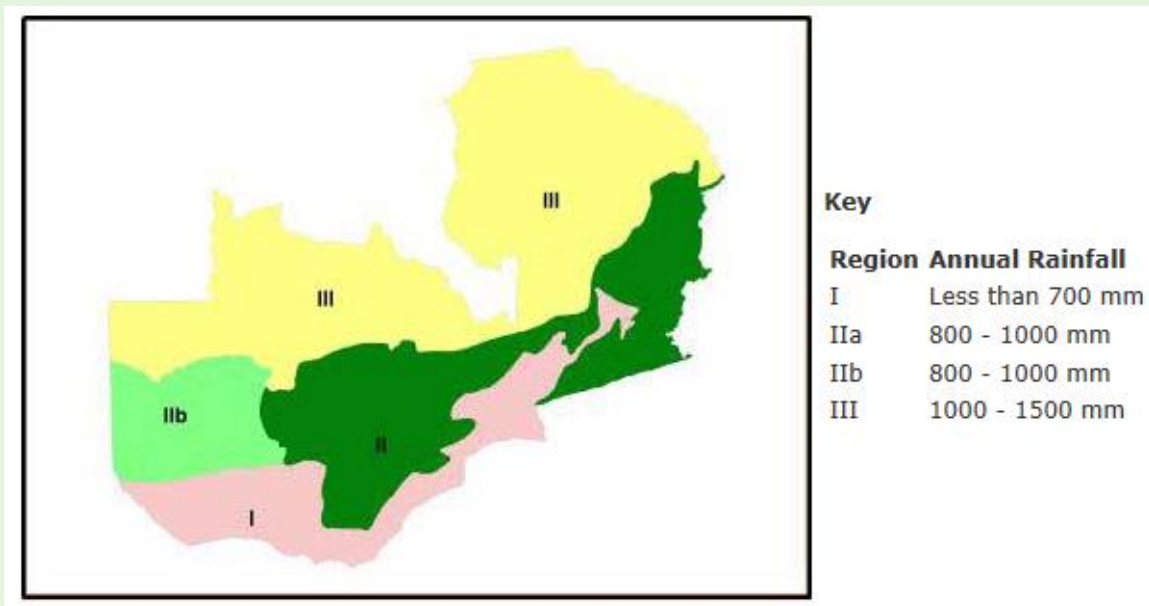 III
III
IIb
II
I
Key
Region Annual Rainfall
I Less than 700 mm
IIa 800 - 1000 mm
IIb 800 - 1000 mm
III 1000 - 1500 mm